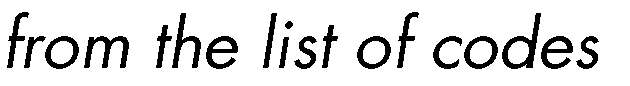 from the list of codes